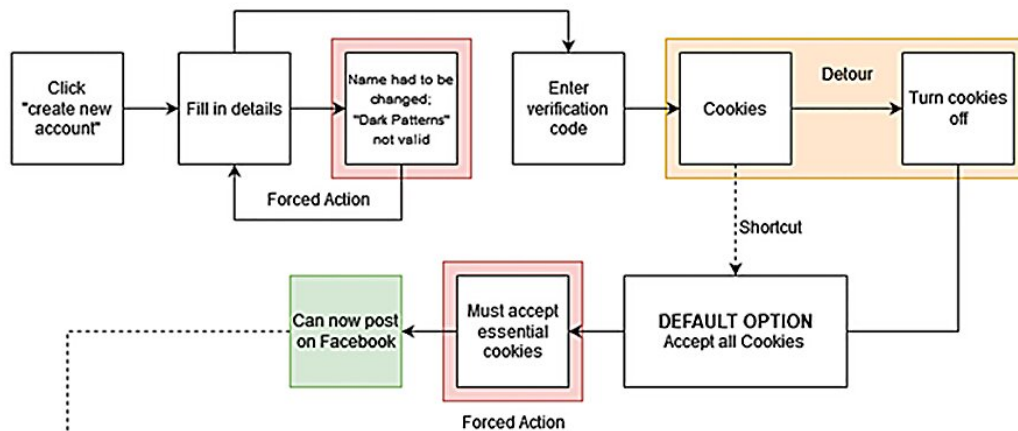 Click
"create new
account"
Fill in details
Name had to be
changed;
"Dark Patterns"
not valid
Forced Action
Enter
verification
code
Cookies
Detour
Turn cookies
off
Shortcut
DEFAULT OPTION
Accept all Cookies
Must accept
essential
cookies
Forced Action
Can now post
on Facebook